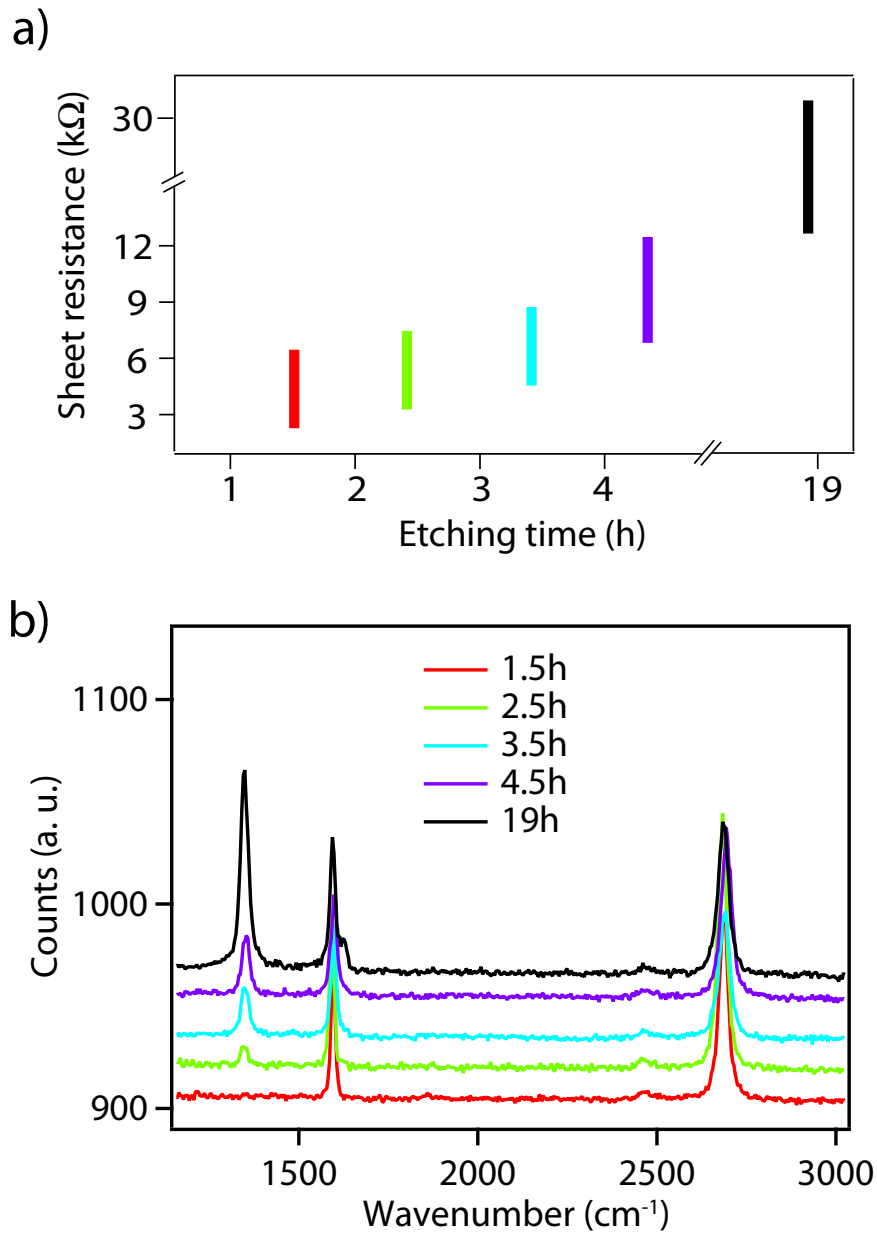 a)
Sheet resistance (kΩ)
30
12
9
6
3
1 2 3 4 19
Etching time (h)
b)
Counts (a. u.)
1100
1000
900
1.5h
2.5h
3.5h
4.5h
19h
1500 2000 2500 3000
Wavenumber (cm⁻¹)